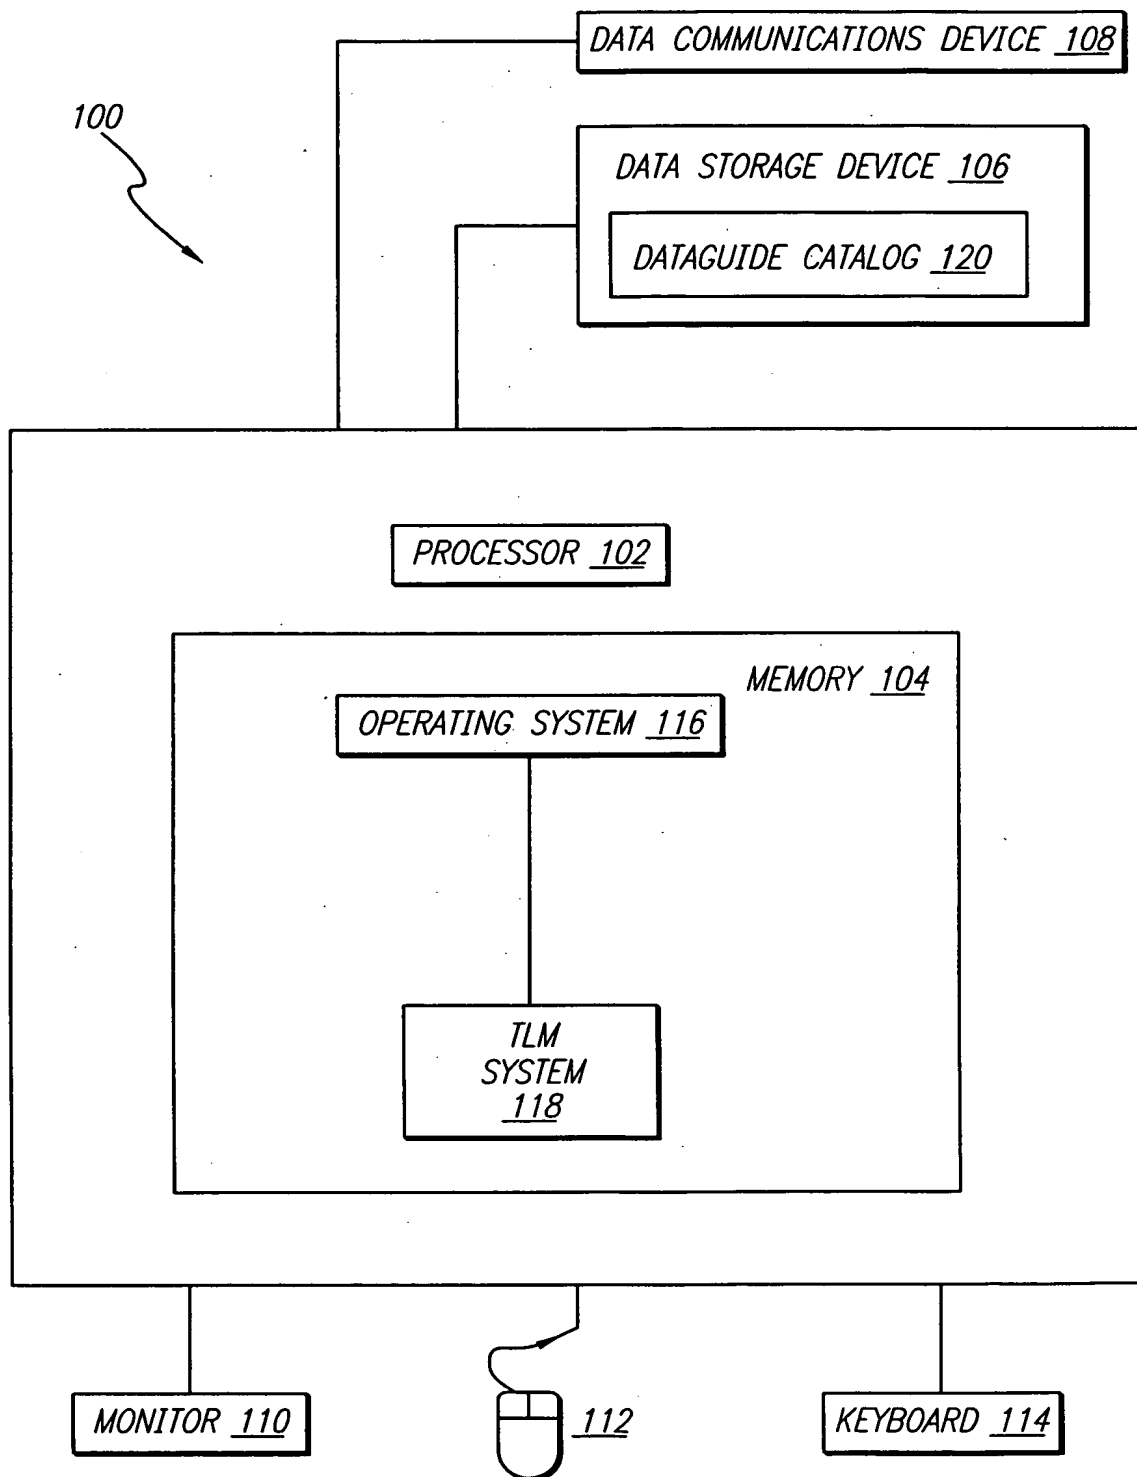 DATA COMMUNICATIONS DEVICE 108
100
DATA STORAGE DEVICE 106
DATAGUIDE CATALOG 120
PROCESSOR 102
MEMORY 104
OPERATING SYSTEM 116
TLM
SYSTEM
118
MONITOR 110
112
KEYBOARD 114